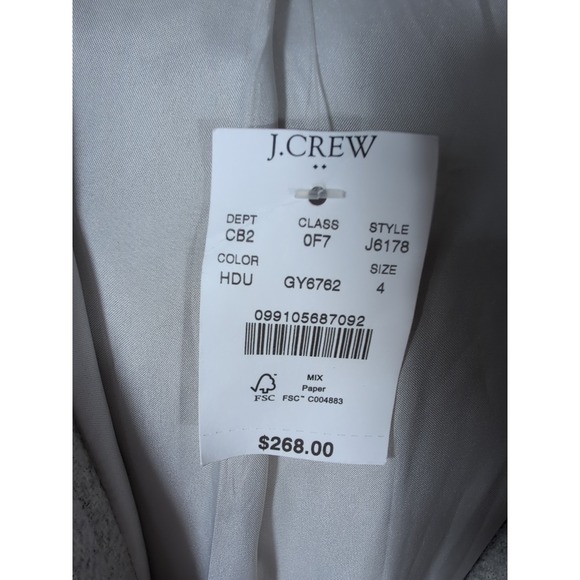 J.CREW
DEPT CLASS STYLE
CB2 0F7 J6178
COLOR SIZE
HDU GY6762 4
099105687092
MIX
Paper
FSC FSC™ C004883
$268.00